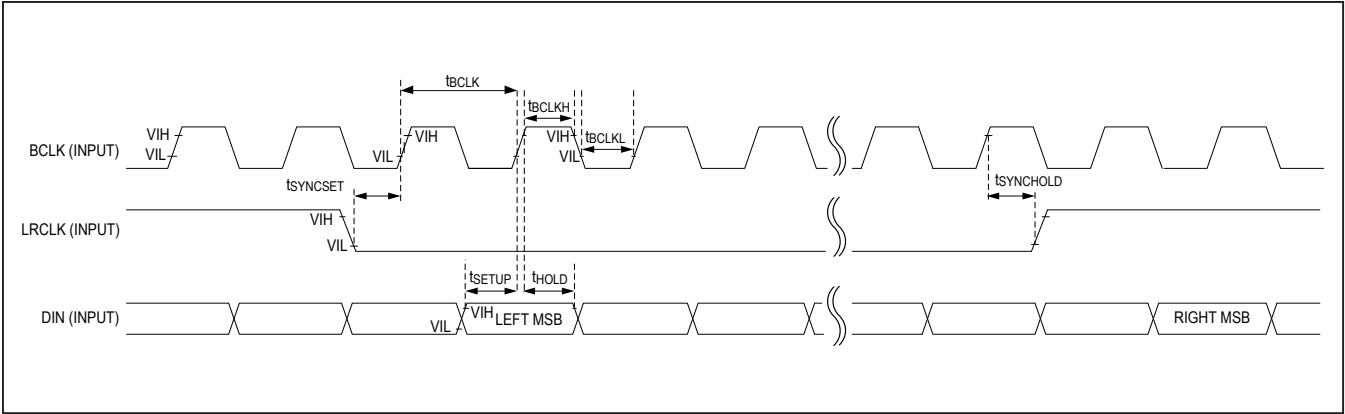 tBCLK
tBCLKH
VIH
VIH
VIH
tBCLKL
BCLK (INPUT)
VIL
VIL
VIL
tSYNCSET
tSYNCHOLD
VIH
LRCLK (INPUT)
VIL
tSETUP
tHOLD
DIN (INPUT)
VIH
LEFT MSB
RIGHT MSB
VIL